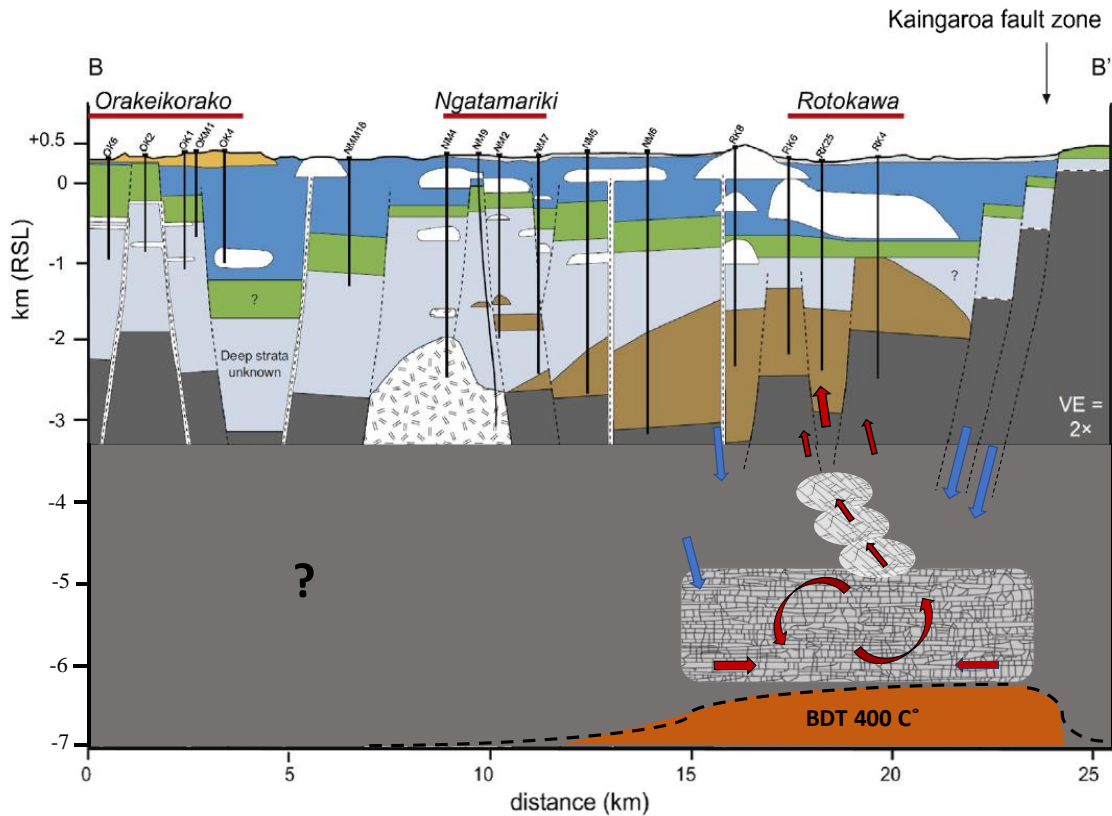 Kaingaroa fault zone
B
B'
Orakeikorako
Ngatamariki
Rotokawa
OK6
OK2
OK1
OKM1
OK4
NMM18
NM4
NM9
NM2
NM7
NM5
NM6
RK8
RK6
RK25
RK4
+0.5
0
-1
-2
-3
-4
-5
-6
-7
km (RSL)
?
?
Deep strata
unknown
VE =
2×
?
BDT 400 C°
0
5
10
15
20
25
distance (km)